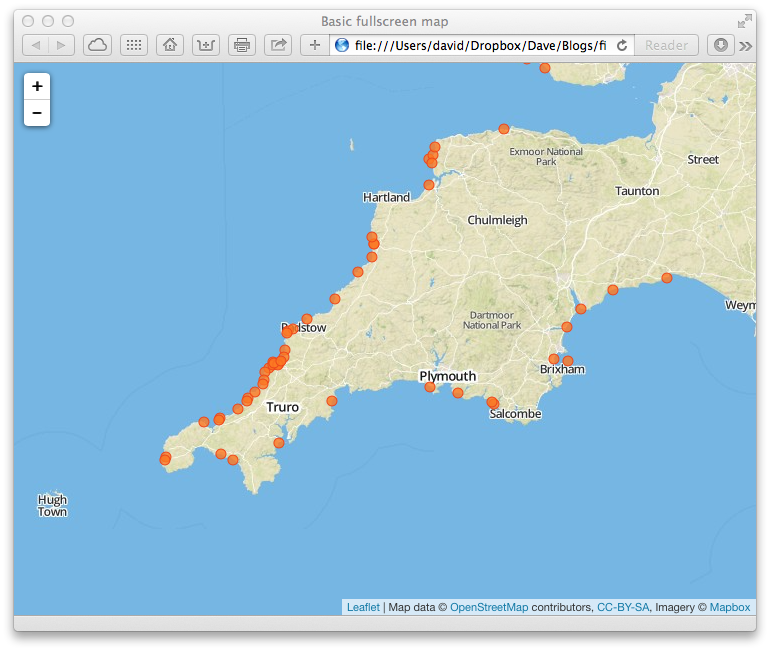 Basic fullscreen map
file:///Users/david/Dropbox/Dave/Blogs/fi
Reader
+
−
Exmoor National
Park
Street
Taunton
Hartland
Chulmleigh
Weym
Dartmoor
National Park
Padstow
Brixham
Plymouth
Truro
Salcombe
Hugh
Town
Leaflet | Map data © OpenStreetMap contributors, CC-BY-SA, Imagery © Mapbox